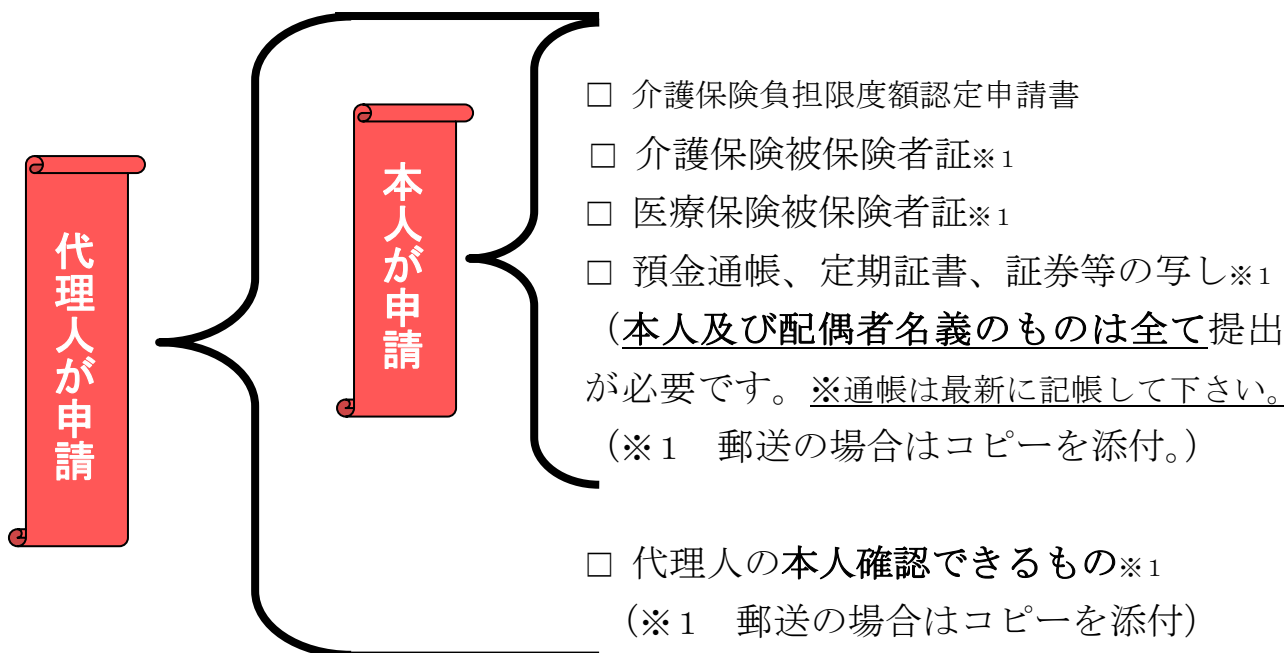 代理人が申請
本人が申請
□ 介護保険負担限度額認定申請書
□ 介護保険被保険者証※1
□ 医療保険被保険者証※1
□ 預金通帳、定期証書、証券等の写し※1
（本人及び配偶者名義のものは全て提出
が必要です。※通帳は最新に記帳して下さい。
（※1　郵送の場合はコピーを添付。）
□ 代理人の本人確認できるもの※1
（※1　郵送の場合はコピーを添付）